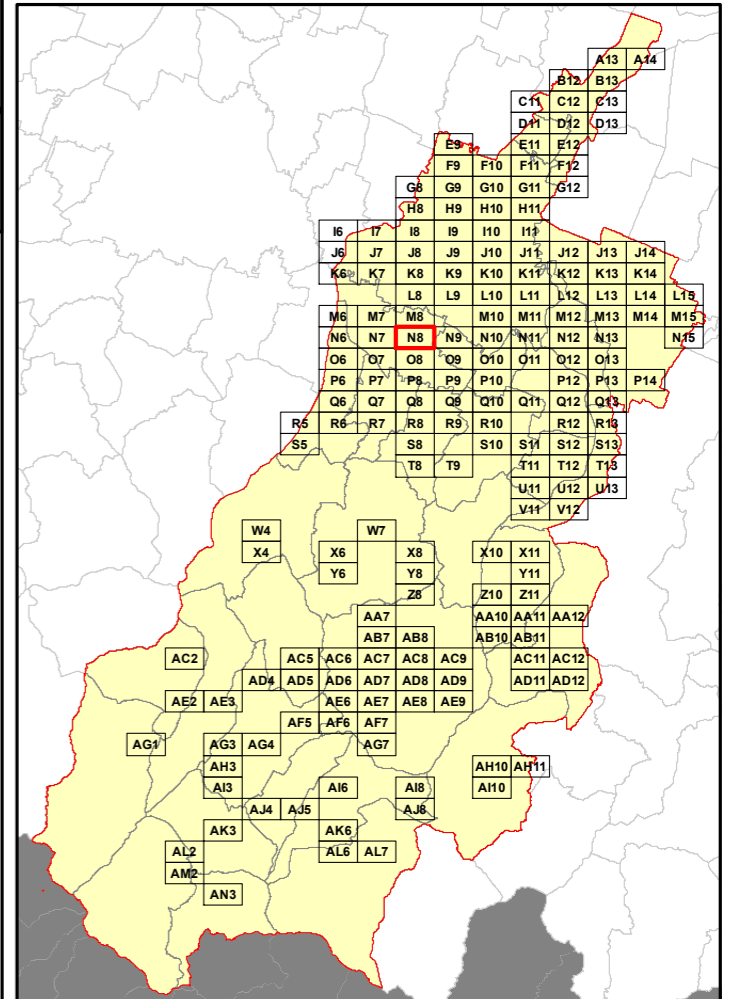 A13 A14
B12 B13
C11 C12 C13
D11 D12 D13
E9 E11 E12
F9 F10 F11 F12
G8 G9 G10 G11 G12
H8 H9 H10 H11
I6 I7 I8 I9 I10 I11
J6 J7 J8 J9 J10 J11 J12 J13 J14
K6 K7 K8 K9 K10 K11 K12 K13 K14
L8 L9 L10 L11 L12 L13 L14 L15
M6 M7 M8 M10 M11 M12 M13 M14 M15
N6 N7 N8 N9 N10 N11 N12 N13 N15
O6 O7 O8 O9 O10 O11 O12 O13
P6 P7 P8 P9 P10 P12 P13 P14
Q6 Q7 Q8 Q9 Q10 Q11 Q12 Q13
R5 R6 R7 R8 R9 R10 R12 R13
S5 S8 S10 S11 S12 S13
T8 T9 T11 T12 T13
U11 U12 U13
V11 V12
W4 W7
X4 X6 X8 X10 X11
Y6 Y8 Y11
Z8 Z10 Z11
AA7 AA10 AA11 AA12
AB7 AB8 AB10 AB11
AC2 AC5 AC6 AC7 AC8 AC9 AC11 AC12
AD4 AD5 AD6 AD7 AD8 AD9 AD11 AD12
AE2 AE3 AE6 AE7 AE8 AE9
AF5 AF6 AF7
AG1 AG3 AG4 AG7
AH3 AH10 AH11
AI3 AI6 AI8 AI10
AJ4 AJ5 AJ8
AK3 AK6
AL2 AL6 AL7
AM2
AN3